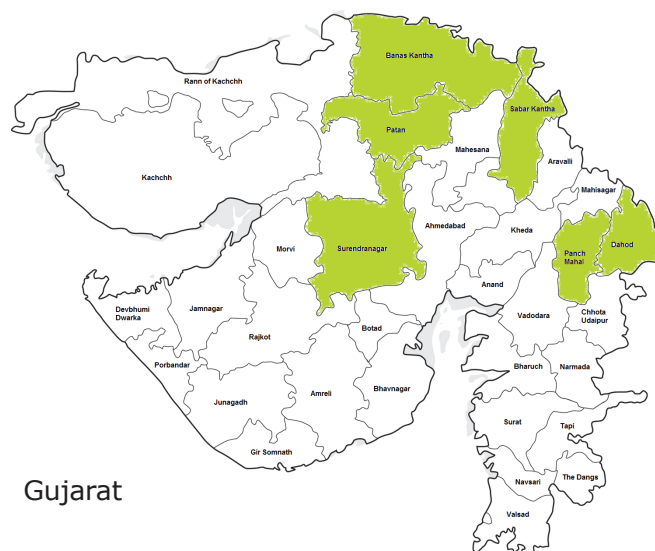 Banas Kantha
Rann of Kachchh
Sabar Kantha
Patan
Mahesana
Aravalli
Kachchh
Mahisagar
Ahmedabad
Kheda
Morvi
Surendranagar
Panch
Mahal
Dahod
Anand
Devbhumi
Dwarka
Jamnagar
Vadodara
Chhota
Udaipur
Botad
Rajkot
Porbandar
Bharuch
Narmada
Junagadh
Amreli
Bhavnagar
Surat
Tapi
Gir Somnath
The Dangs
Navsari
Gujarat
Valsad